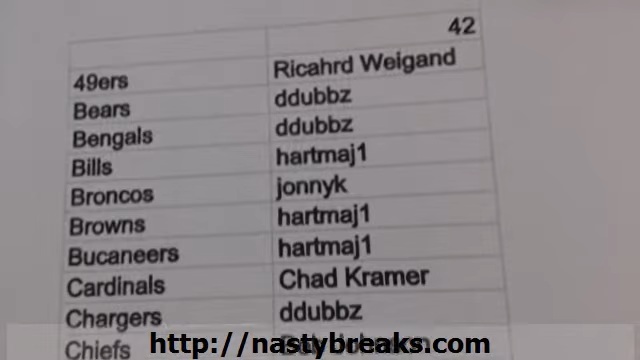 42
49ers Ricahrd Weigand
Bears ddubbz
Bengals ddubbz
Bills hartmaj1
Broncos jonnyk
Browns hartmaj1
Bucaneers hartmaj1
Cardinals Chad Kramer
Chargers ddubbz
Chiefs
http://nastybreaks.com